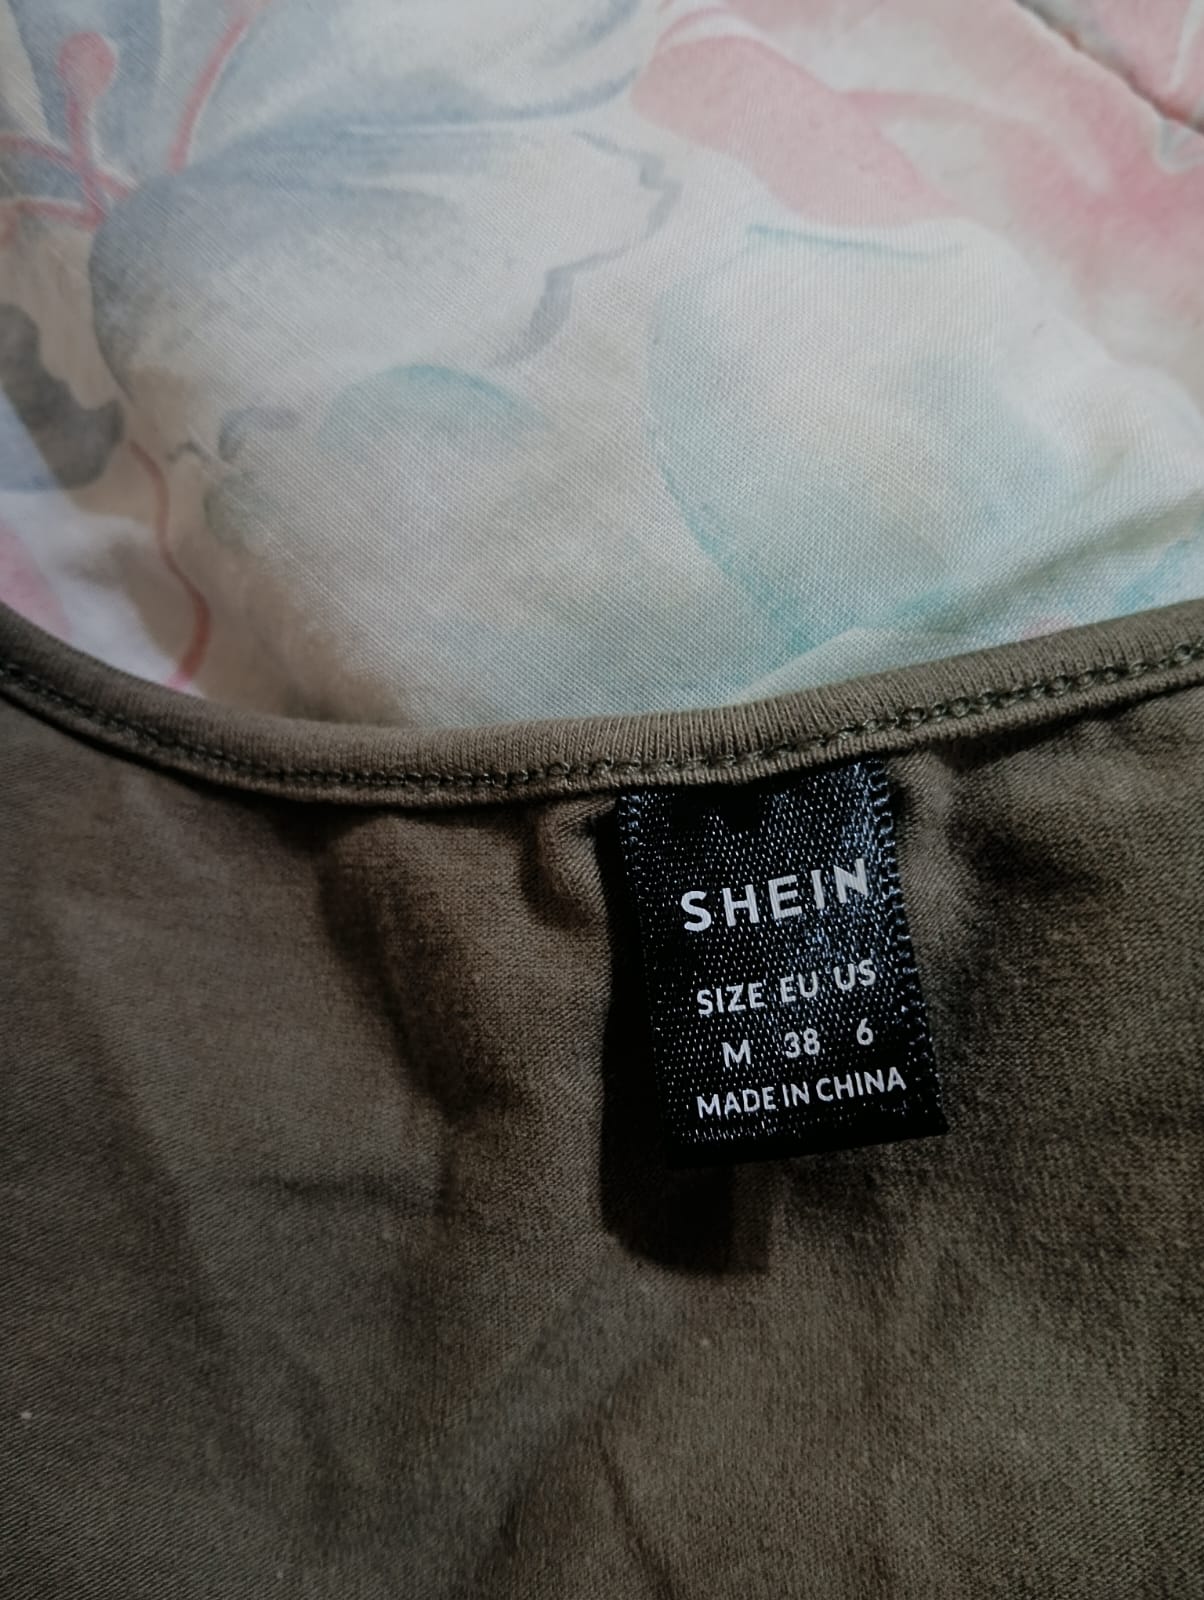 SHEIN
SIZE EU US
M 38 6
MADE IN CHINA